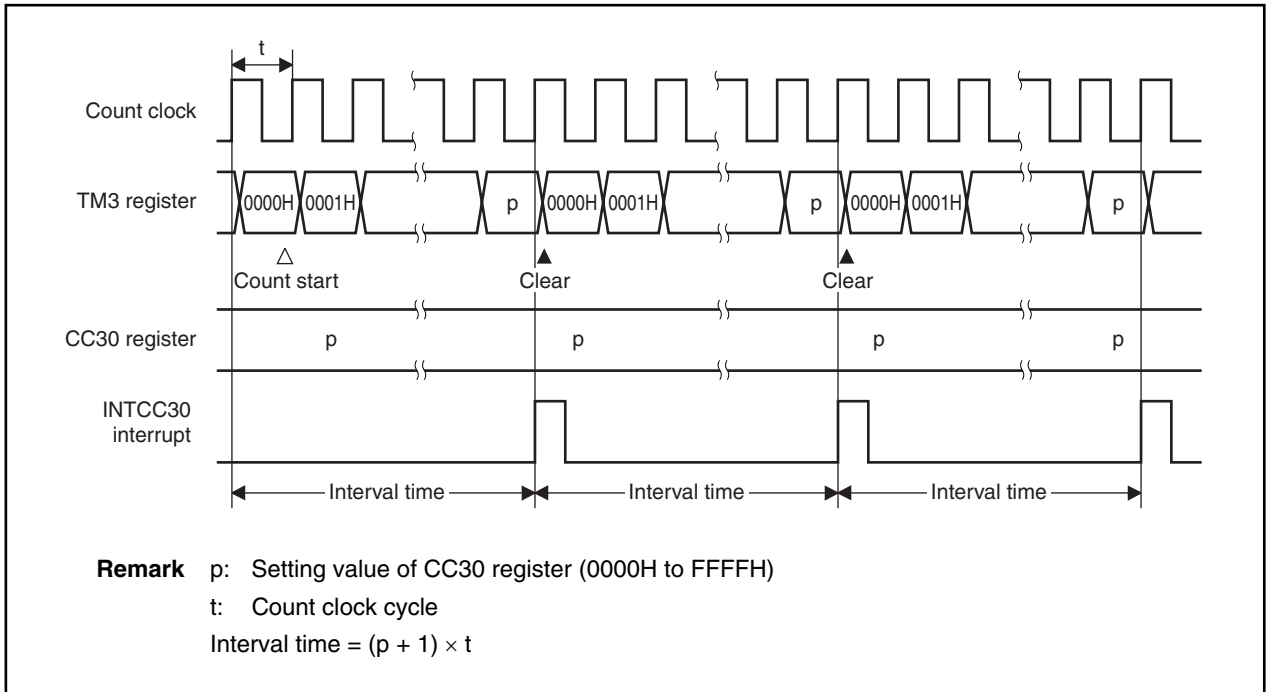 t
Count clock
TM3 register 0000H 0001H p 0000H 0001H p 0000H 0001H p
Count start Clear Clear
CC30 register p p p p
INTCC30
interrupt
Interval time Interval time Interval time
Remark p: Setting value of CC30 register (0000H to FFFFH)
t: Count clock cycle
Interval time = (p + 1) × t